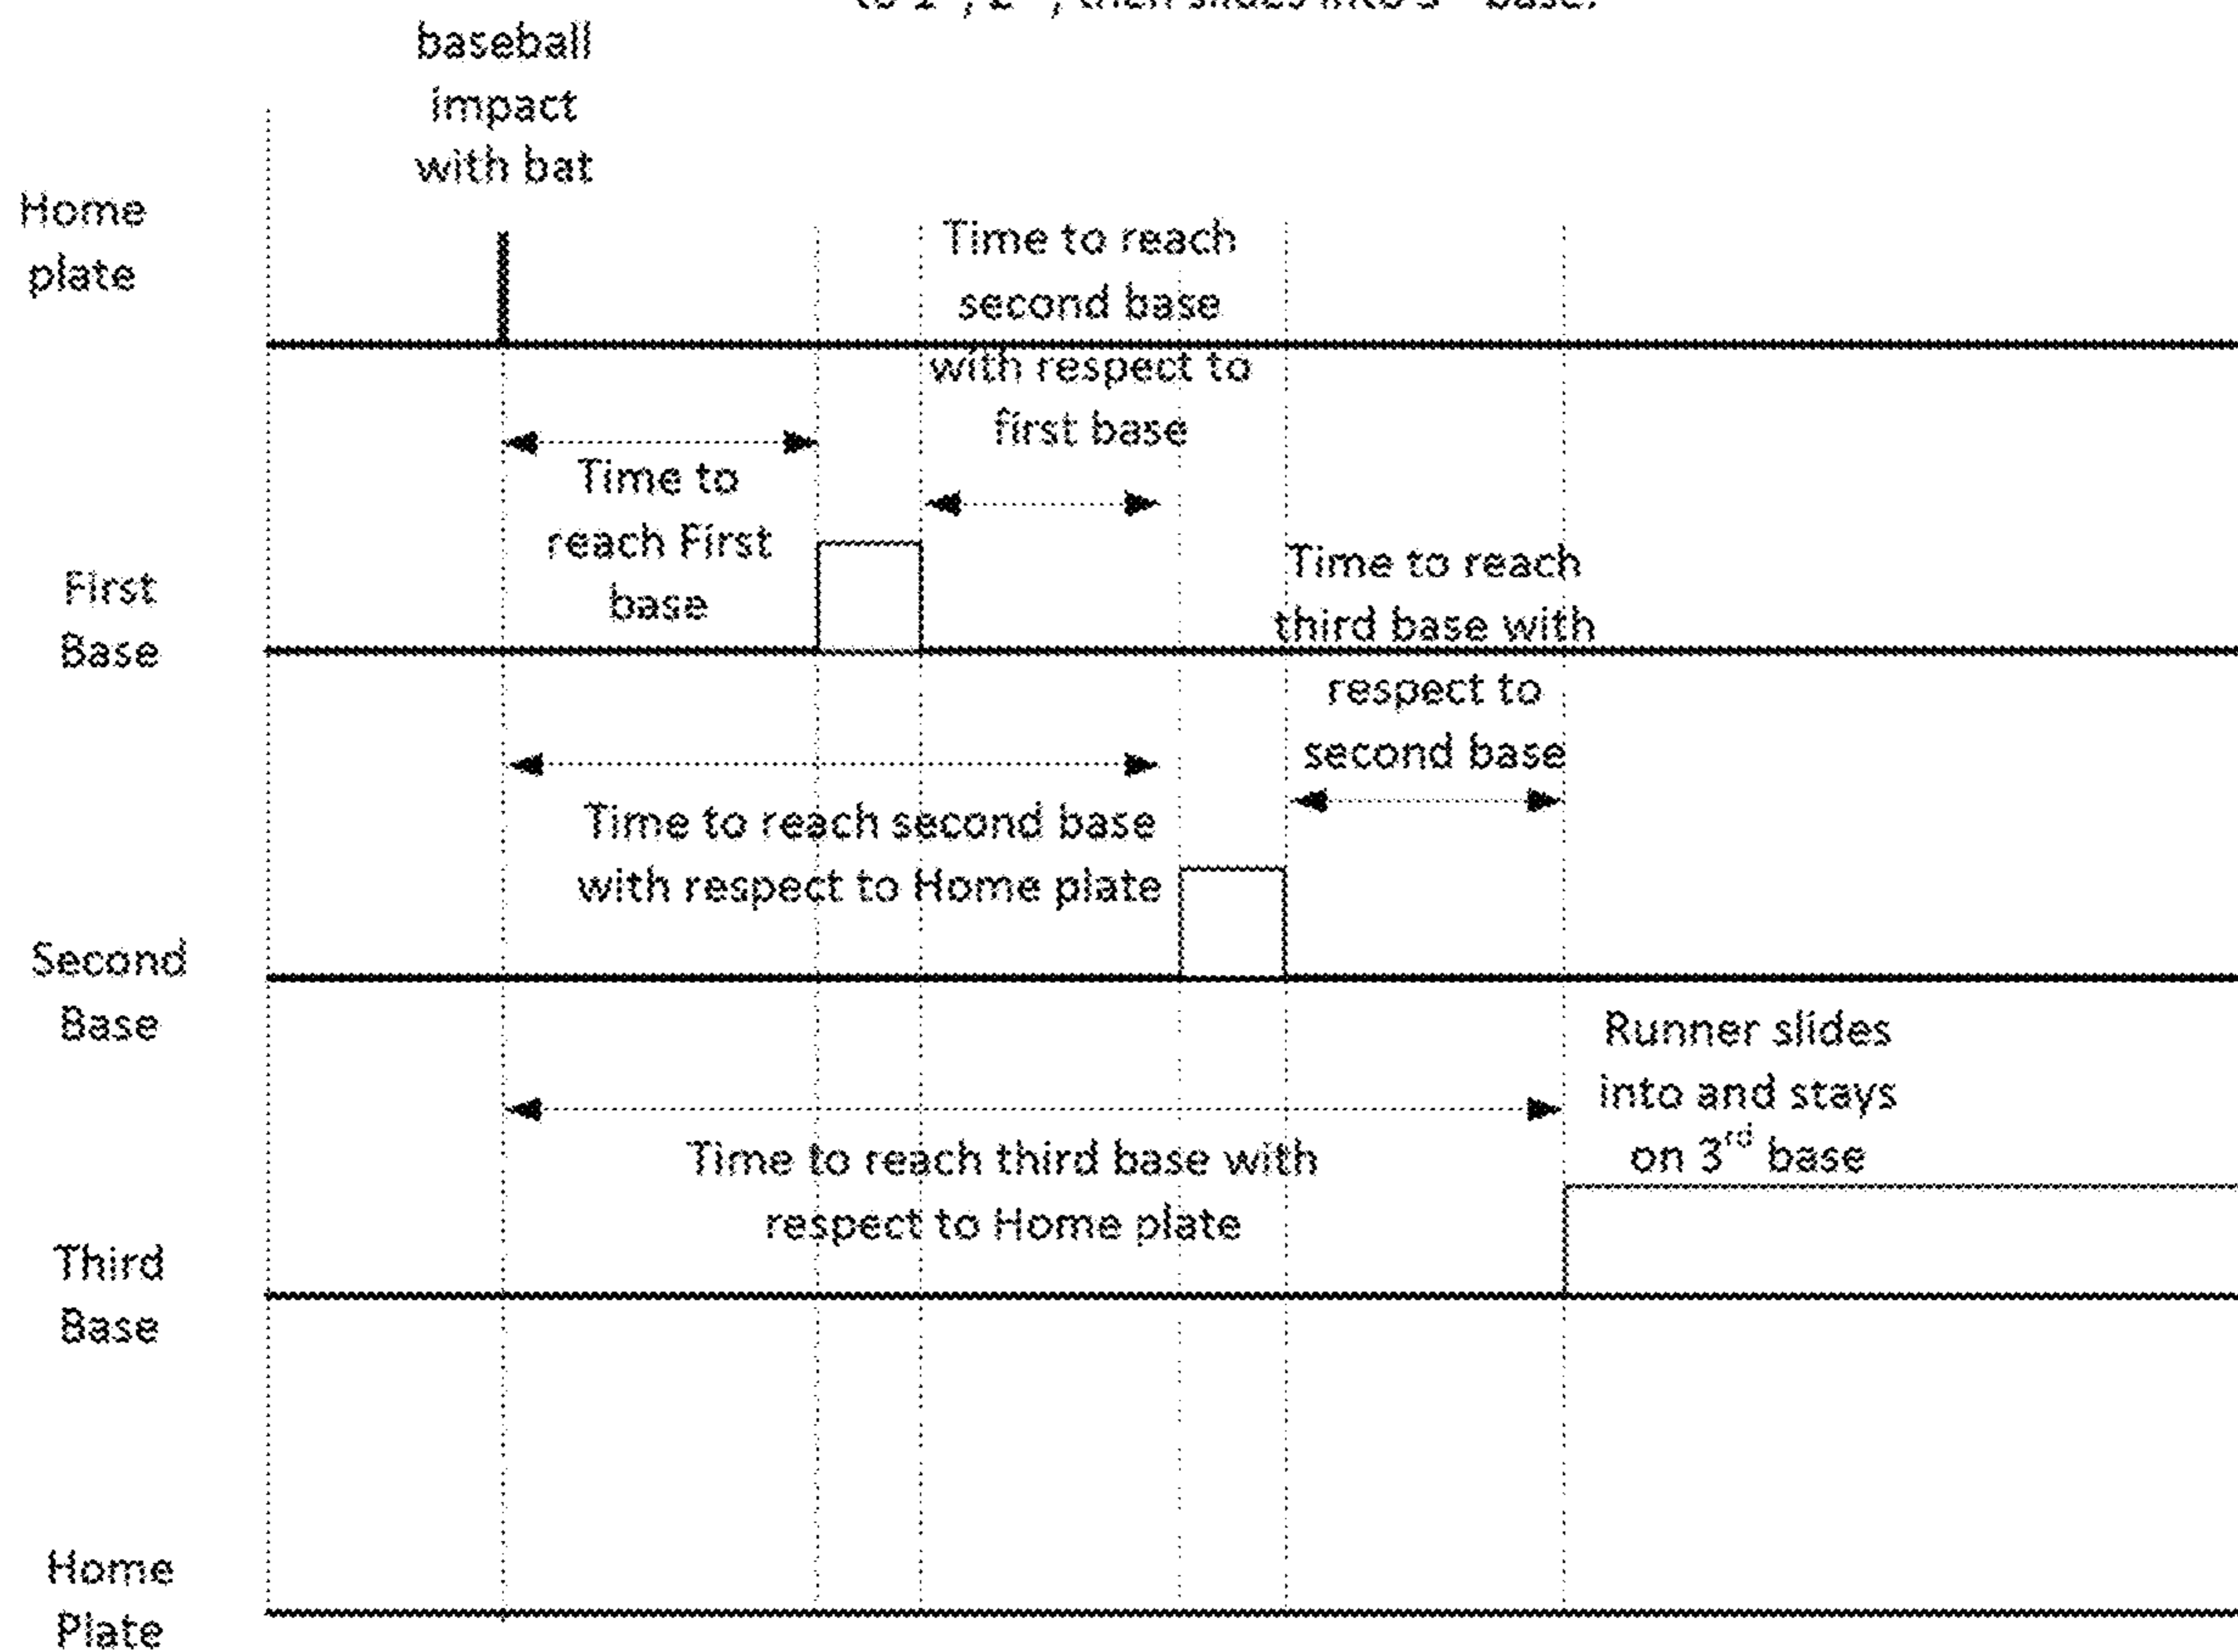 then slides into
baseball
impact
with bat
Home
plate
Time to reach
second base
with respect to
first base
Time to
reach First
base
First
Base
Time to reach
third base with
respect to
second base
Time to reach second base
with respect to Home plate
Second
Base
Runner slides
into and stays
on 3rd base
Time to reach third base with
respect to Home plate
Third
Base
Home
Plate